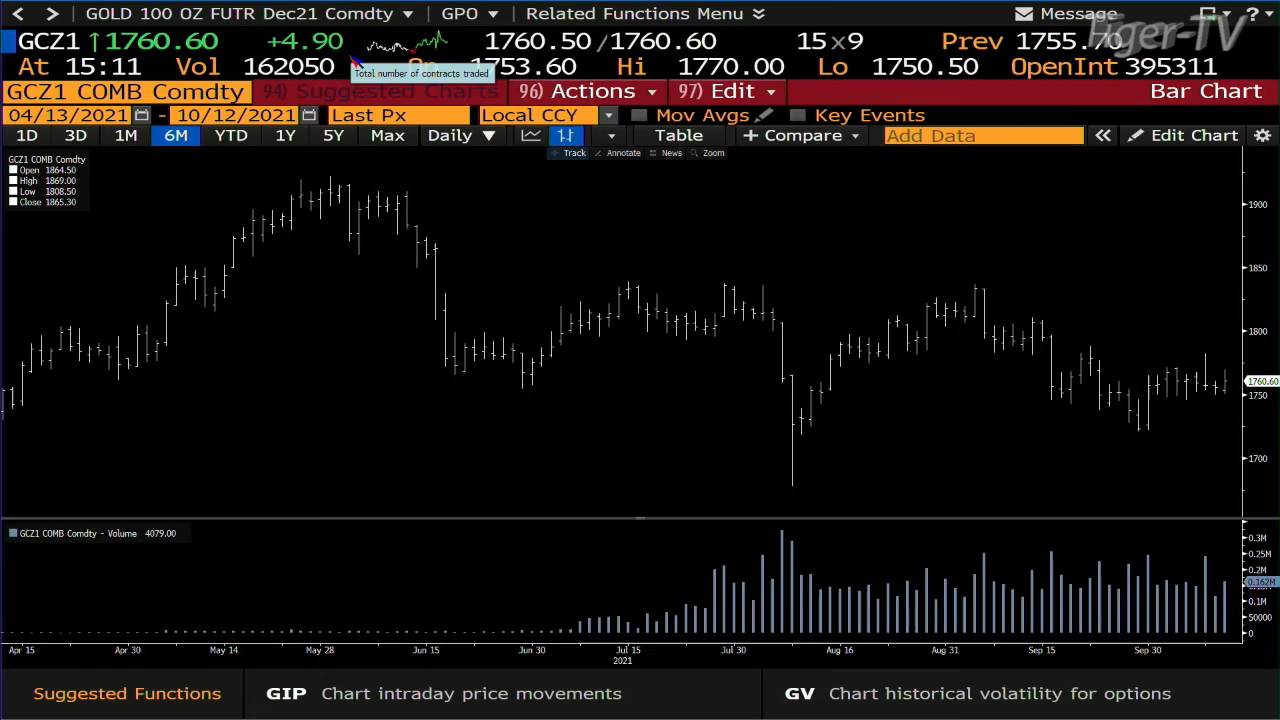 GOLD 100 OZ FUTR Dec21 Comdty GPO Related Functions Menu Message ?
GCZ1 ↑1760.60 +4.90 1760.50/1760.60 15×9 Prev 1755.70
At 15:11 Vol 162050 Op 1753.60 Hi 1770.00 Lo 1750.50 OpenInt 395311
Total number of contracts traded
GCZ1 COMB Comdty 94) Suggested Charts 96) Actions 97) Edit Bar Chart
04/13/2021 - 10/12/2021 Last Px Local CCY Mov Avgs Key Events
1D 3D 1M 6M YTD 1Y 5Y Max Daily Table + Compare Add Data Edit Chart
Track Annotate News Zoom
GCZ1 COMB Comdty
Open 1864.50
High 1869.00
Low 1808.50
Close 1865.30
1900
1850
1800
1760.60
1750
1700
GCZ1 COMB Comdty - Volume 4079.00
0.3M
0.25M
0.2M
0.162M
0.1M
50000
0
Apr 15 Apr 30 May 14 May 28 Jun 15 Jun 30 Jul 15 Jul 30 Aug 16 Aug 31 Sep 15 Sep 30
2021
Suggested Functions GIP Chart intraday price movements GV Chart historical volatility for options